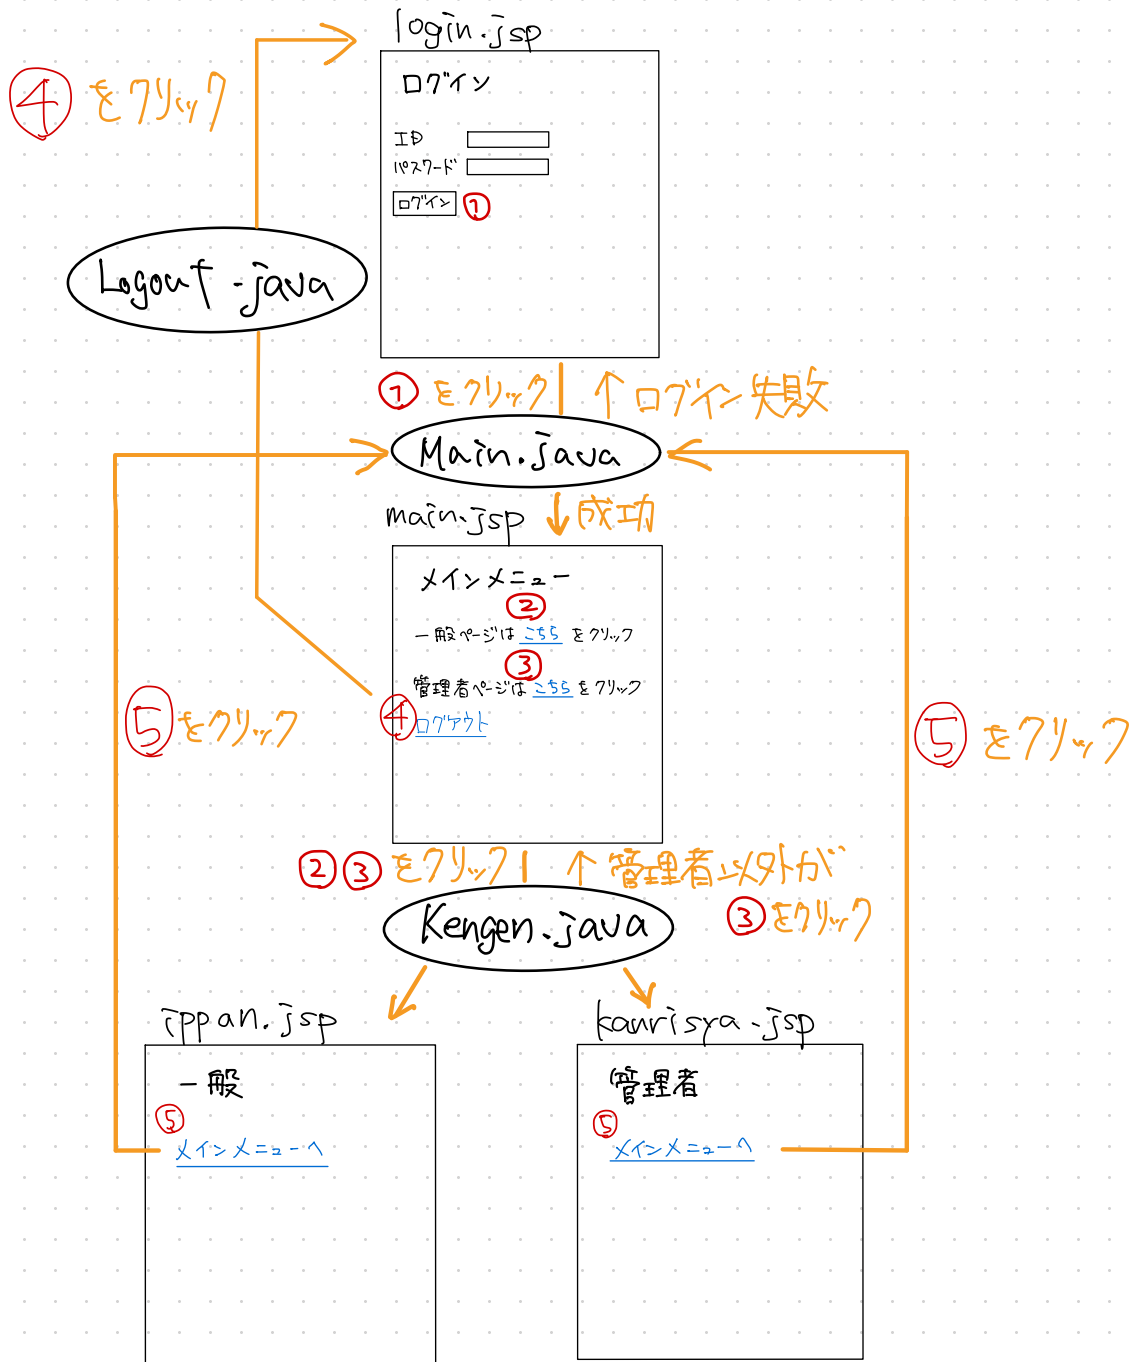 login.jsp
ログイン
④をクリック
ID
パスワード
ログイン ①
Logout.java
①をクリック ↑ログイン失敗
Main.java
main.jsp ↓成功
メインメニュー
②
一般ページは こちら をクリック
③
管理者ページは こちら をクリック
④ ログアウト
⑤をクリック
⑤をクリック
②③をクリック ↑管理者以外が
③をクリック
Kengen.java
ippan.jsp
kanrisya.jsp
一般
管理者
⑤
⑤
メインメニューへ
メインメニューへ